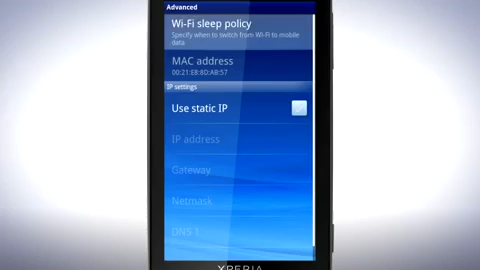 Advanced
Wi-Fi sleep policy
Specify when to switch from Wi-Fi to mobile
data
MAC address
00:21:E8:8D:AB:57
IP settings
Use static IP
IP address
Gateway
Netmask
DNS 1
XPERIA